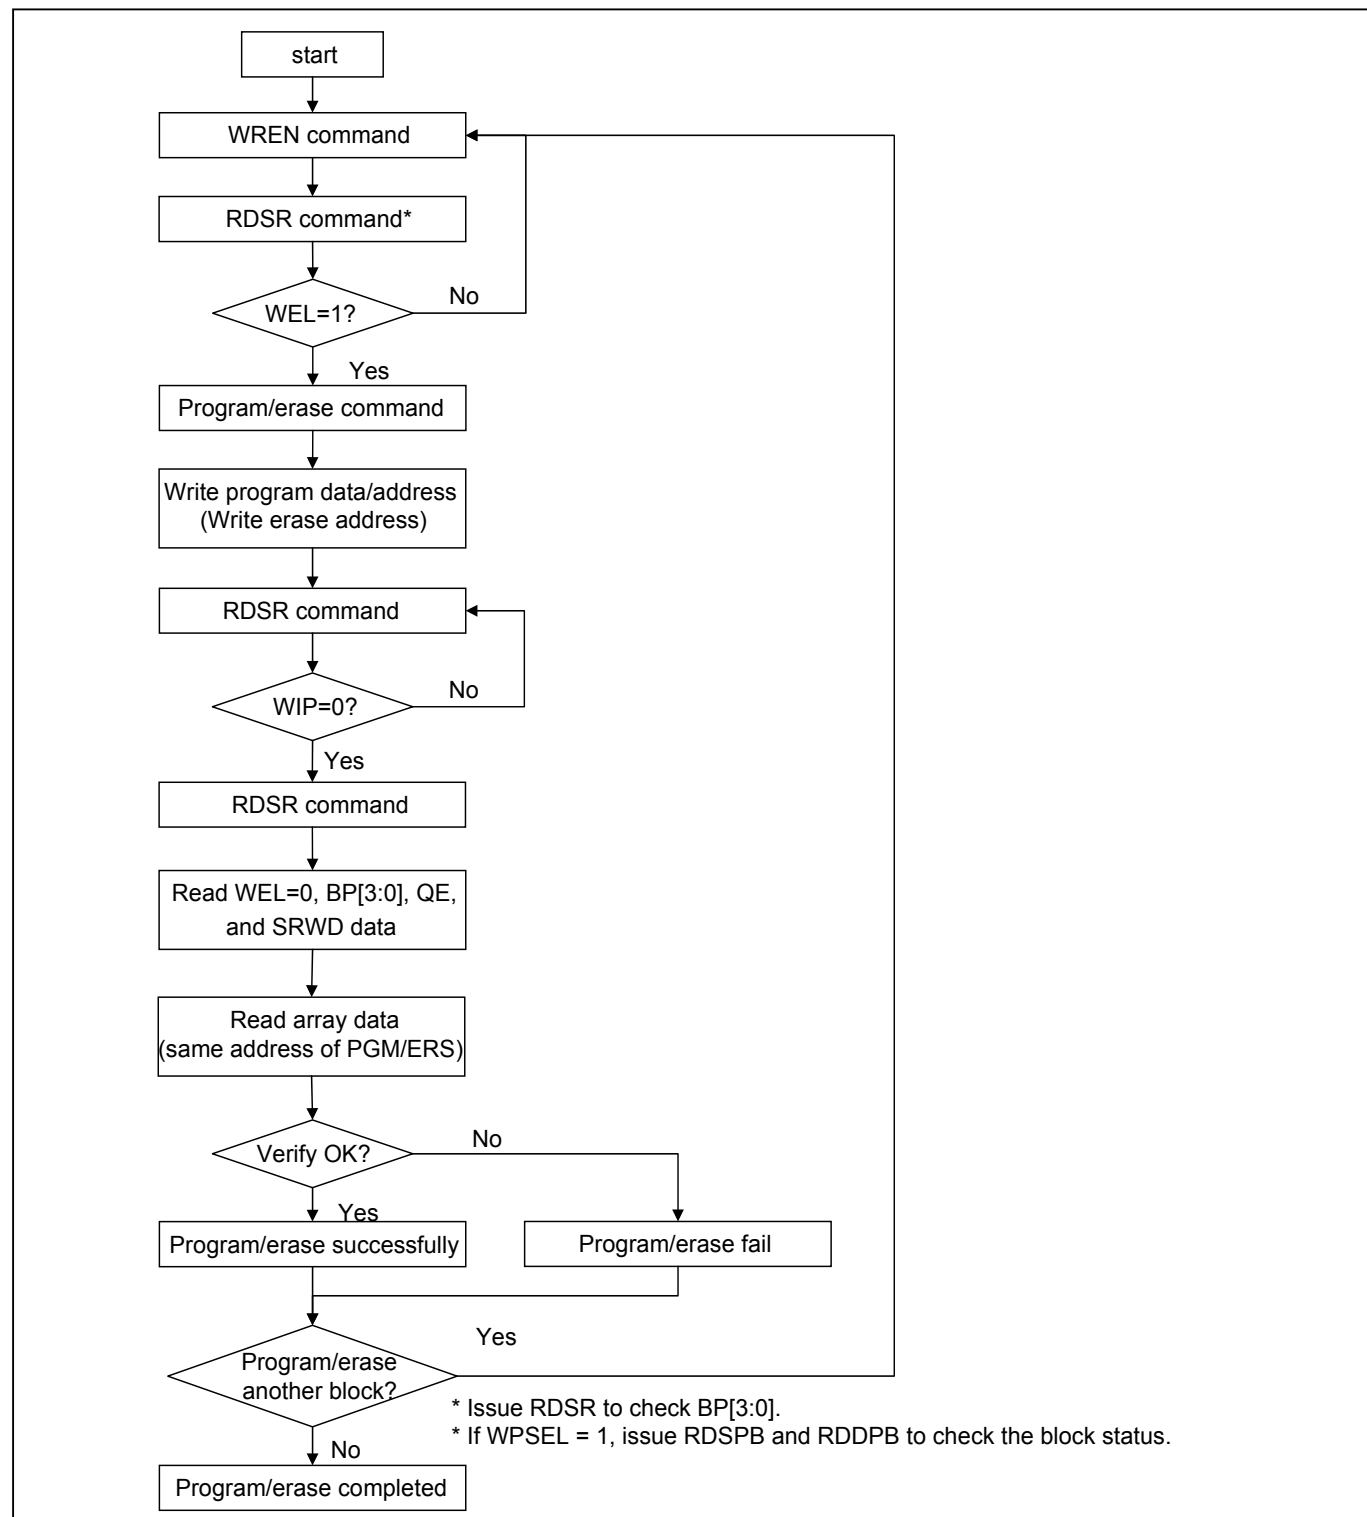 start
WREN command
RDSR command*
WEL=1?
No
Yes
Program/erase command
Write program data/address
(Write erase address)
RDSR command
WIP=0?
No
Yes
RDSR command
Read WEL=0, BP[3:0], QE,
and SRWD data
Read array data
(same address of PGM/ERS)
Verify OK?
No
Yes
Program/erase successfully
Program/erase fail
Program/erase
another block?
Yes
* Issue RDSR to check BP[3:0].
* If WPSEL = 1, issue RDSPB and RDDPB to check the block status.
No
Program/erase completed